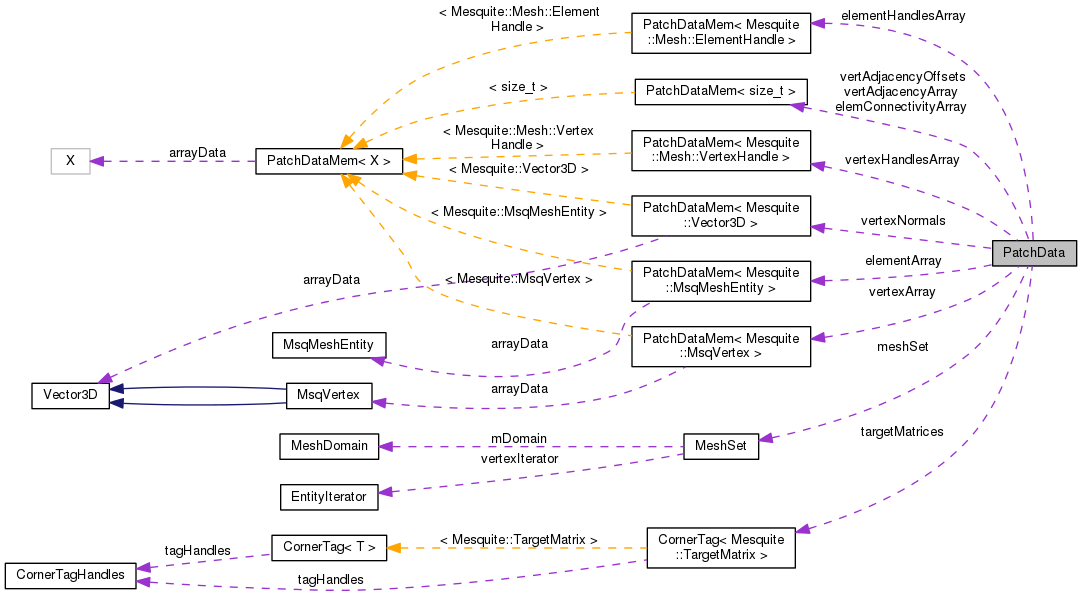 < Mesquite::Mesh::Element
Handle >
PatchDataMem< Mesquite
::Mesh::ElementHandle >
elementHandlesArray
< size_t >
PatchDataMem< size_t >
vertAdjacencyOffsets
vertAdjacencyArray
elemConnectivityArray
X
arrayData
PatchDataMem< X >
< Mesquite::Mesh::Vertex
Handle >
PatchDataMem< Mesquite
::Mesh::VertexHandle >
vertexHandlesArray
< Mesquite::Vector3D >
PatchDataMem< Mesquite
::Vector3D >
vertexNormals
< Mesquite::MsqMeshEntity >
PatchData
arrayData
< Mesquite::MsqVertex >
PatchDataMem< Mesquite
::MsqMeshEntity >
elementArray
vertexArray
MsqMeshEntity
arrayData
PatchDataMem< Mesquite
::MsqVertex >
meshSet
Vector3D
MsqVertex
arrayData
MeshDomain
mDomain
MeshSet
targetMatrices
vertexIterator
EntityIterator
tagHandles
CornerTag< T >
< Mesquite::TargetMatrix >
CornerTag< Mesquite
::TargetMatrix >
CornerTagHandles
tagHandles